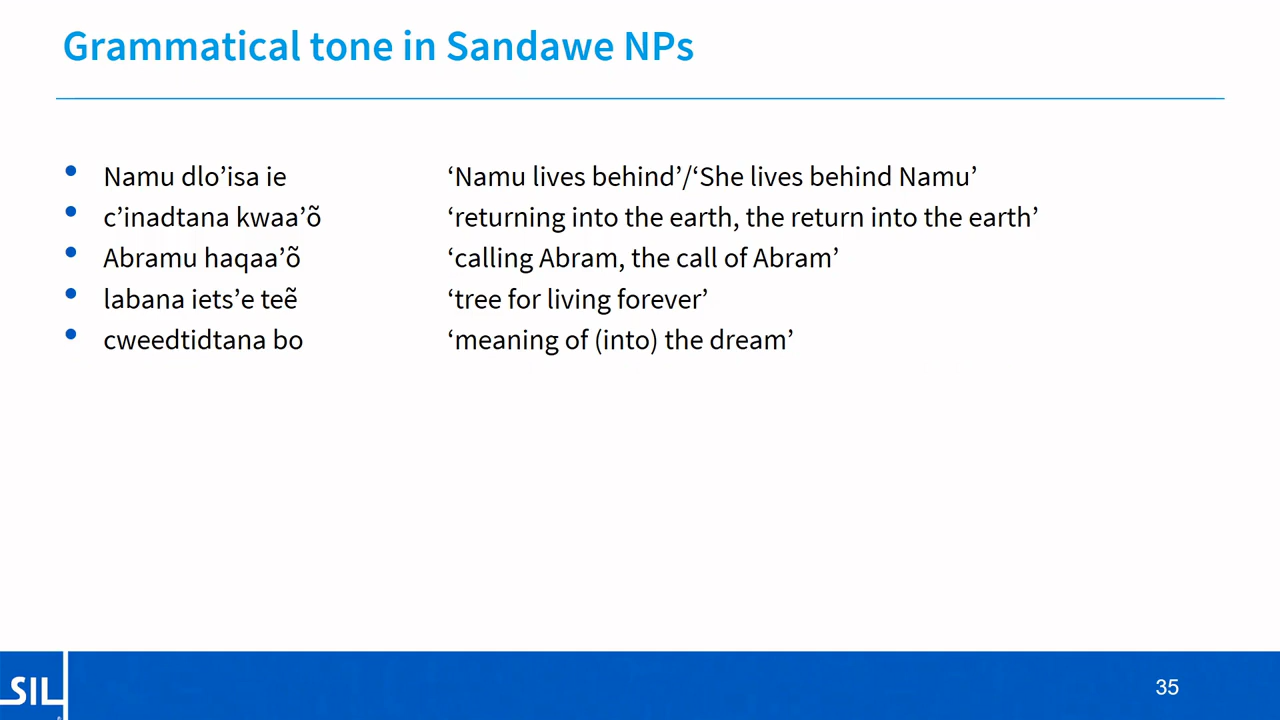 Grammatical tone in Sandawe NPs
• Namu dlo’isa ie ‘Namu lives behind’/‘She lives behind Namu’
• c’inadtana kwaa’õ ‘returning into the earth, the return into the earth’
• Abramu haqaa’õ ‘calling Abram, the call of Abram’
• labana iets’e teẽ ‘tree for living forever’
• cweedtidtana bo ‘meaning of (into) the dream’
SIL
35